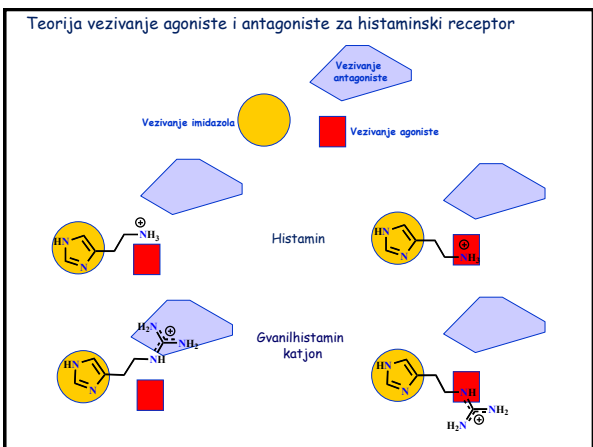 Teorija vezivanje agoniste i antagoniste za histaminski receptor
Vezivanje
antagoniste
Vezivanje imidazola
Vezivanje agoniste
HN
N
NH₃
⊕
Histamin
HN
N
NH₃
⊕
H₂N
⊕
NH₂
NH
HN
N
Gvanilhistamin
katjon
HN
N
NH
NH₂
H₂N
⊕